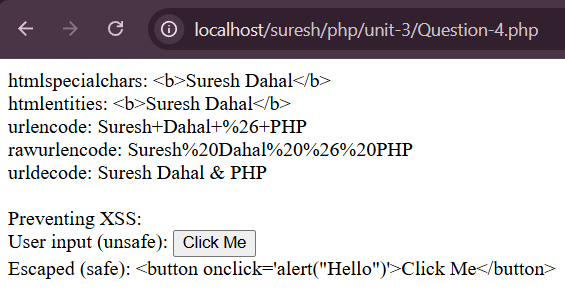 localhost/suresh/php/unit-3/Question-4.php
htmlspecialchars: <b>Suresh Dahal</b>
htmlentities: <b>Suresh Dahal</b>
urlencode: Suresh+Dahal+%26+PHP
rawurlencode: Suresh%20Dahal%20%26%20PHP
urldecode: Suresh Dahal & PHP
Preventing XSS:
User input (unsafe): Click Me
Escaped (safe): <button onclick='alert("Hello")'>Click Me</button>